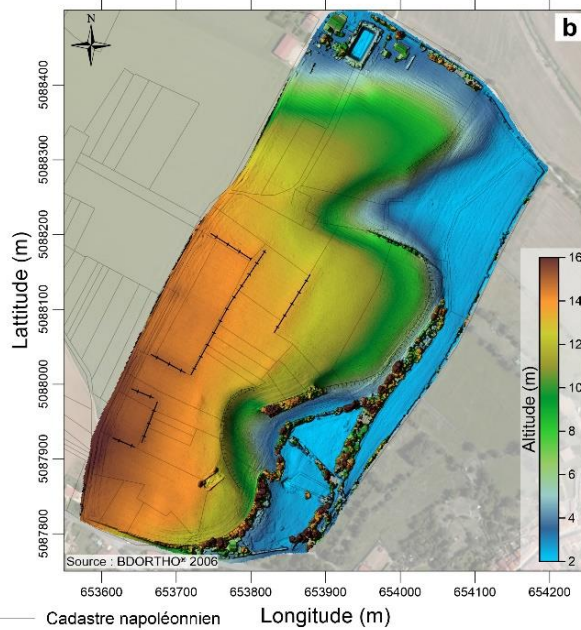 b
N
5088400
5088300
5088200
5088100
5088000
5087900
5087800
Lattitude (m)
16
14
12
10
8
6
4
2
Altitude (m)
Source : BDORTHO® 2006
653600 653700 653800 653900 654000 654100 654200
Cadastre napoléonnien Longitude (m)